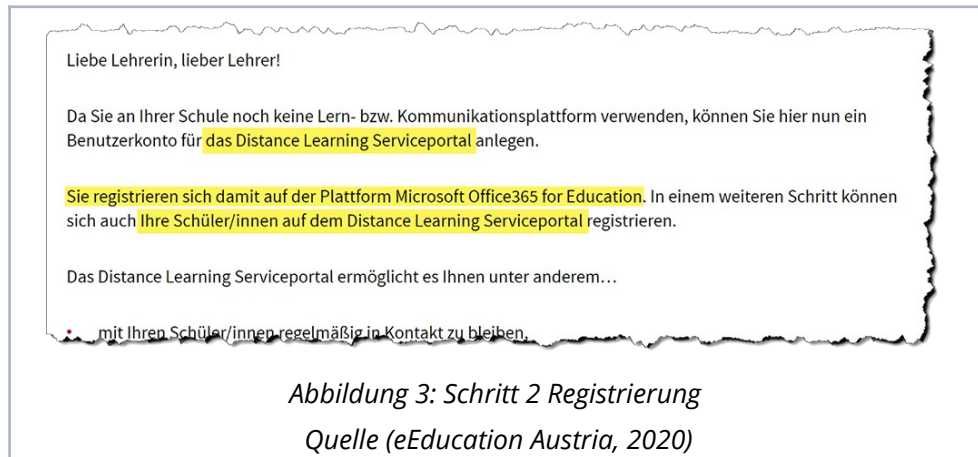 Liebe Lehrerin, lieber Lehrer!
Da Sie an Ihrer Schule noch keine Lern- bzw. Kommunikationsplattform verwenden, können Sie hier nun ein
Benutzerkonto für das Distance Learning Serviceportal anlegen.
Sie registrieren sich damit auf der Plattform Microsoft Office365 for Education. In einem weiteren Schritt können
sich auch Ihre Schüler/innen auf dem Distance Learning Serviceportal registrieren.
Das Distance Learning Serviceportal ermöglicht es Ihnen unter anderem…
• mit Ihren Schüler/innen regelmäßig in Kontakt zu bleiben,
Abbildung 3: Schritt 2 Registrierung
Quelle (eEducation Austria, 2020)